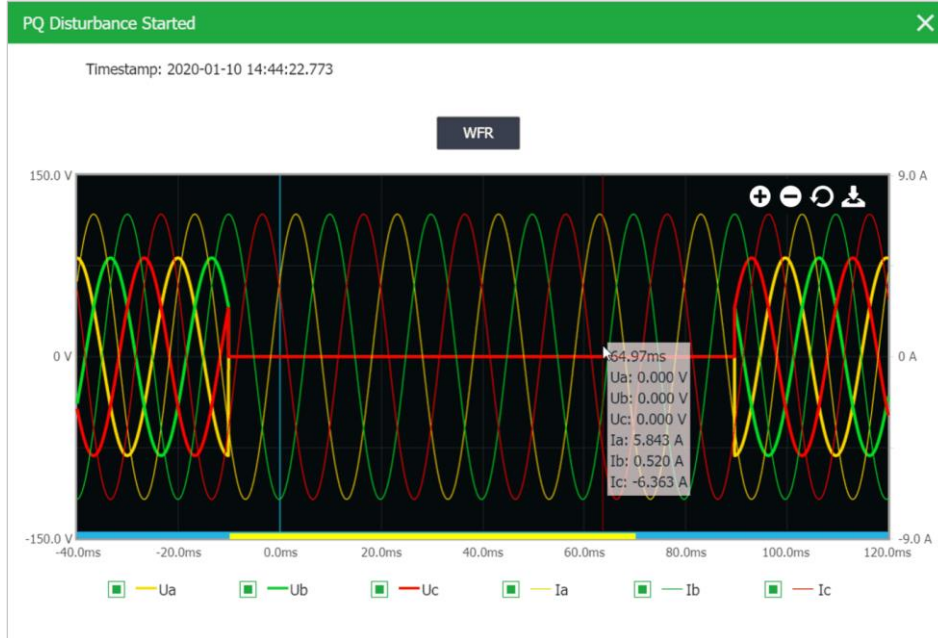 PQ Disturbance Started
Timestamp: 2020-01-10 14:44:22.773
WFR
150.0 V
9.0 A
0 V
0 A
64.97ms
Ua: 0.000 V
Ub: 0.000 V
Uc: 0.000 V
Ia: 5.843 A
Ib: 0.520 A
Ic: -6.363 A
-150.0 V
-9.0 A
-40.0ms -20.0ms 0.0ms 20.0ms 40.0ms 60.0ms 80.0ms 100.0ms 120.0ms
Ua Ub Uc Ia Ib Ic